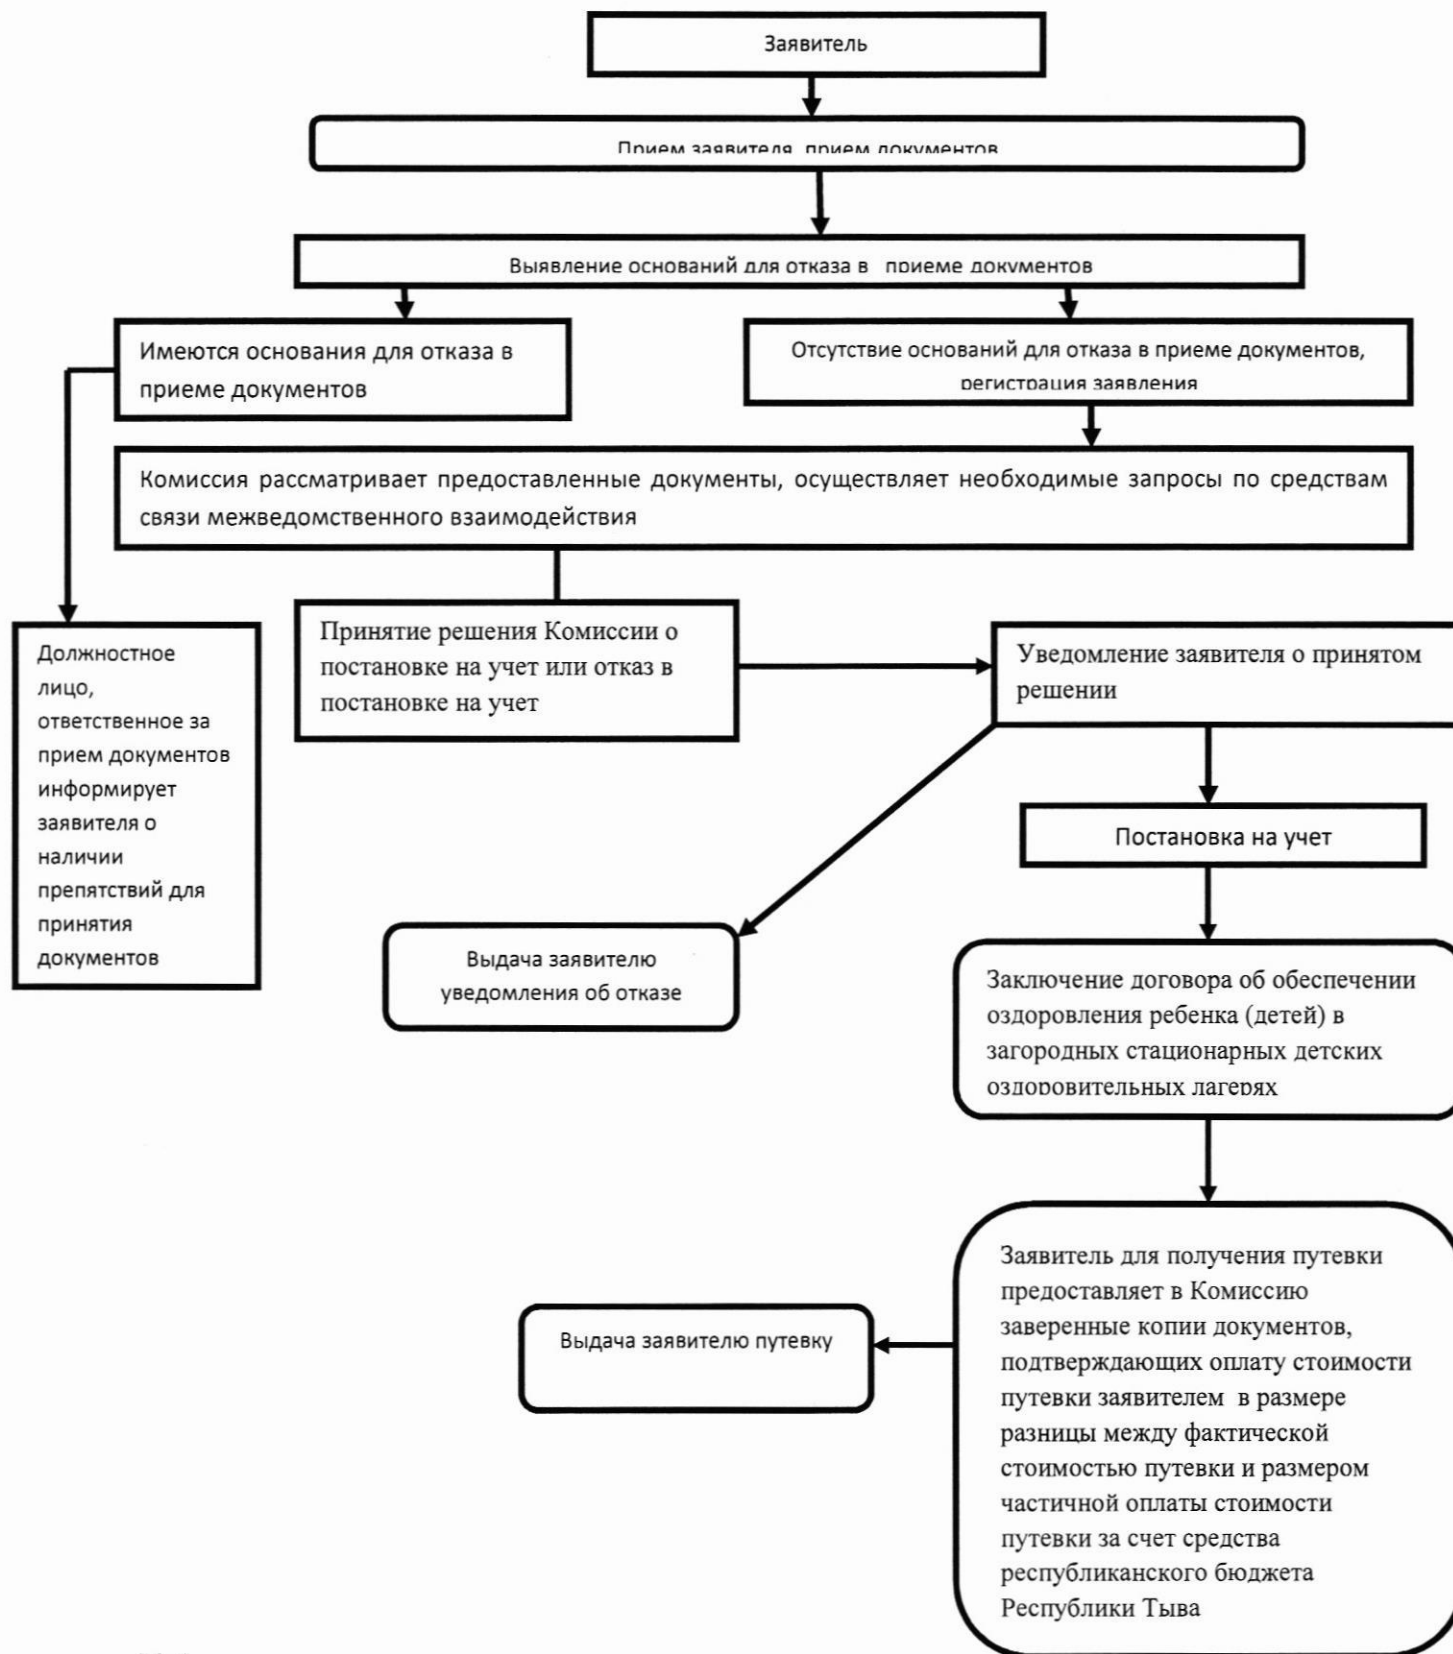 Заявитель
Прием заявителя, прием документов
Выявление оснований для отказа в приеме документов
Имеются основания для отказа в
приеме документов
Отсутствие оснований для отказа в приеме документов,
регистрация заявления
Комиссия рассматривает предоставленные документы, осуществляет необходимые запросы по средствам
связи межведомственного взаимодействия
Должностное
лицо,
ответственное за
прием документов
информирует
заявителя о
наличии
препятствий для
принятия
документов
Принятие решения Комиссии о
постановке на учет или отказ в
постановке на учет
Уведомление заявителя о принятом
решении
Постановка на учет
Выдача заявителю
уведомления об отказе
Заключение договора об обеспечении
оздоровления ребенка (детей) в
загородных стационарных детских
оздоровительных лагерях
Заявитель для получения путевки
предоставляет в Комиссию
заверенные копии документов,
подтверждающих оплату стоимости
путевки заявителем в размере
разницы между фактической
стоимостью путевки и размером
частичной оплаты стоимости
путевки за счет средства
республиканского бюджета
Республики Тыва
Выдача заявителю путевку